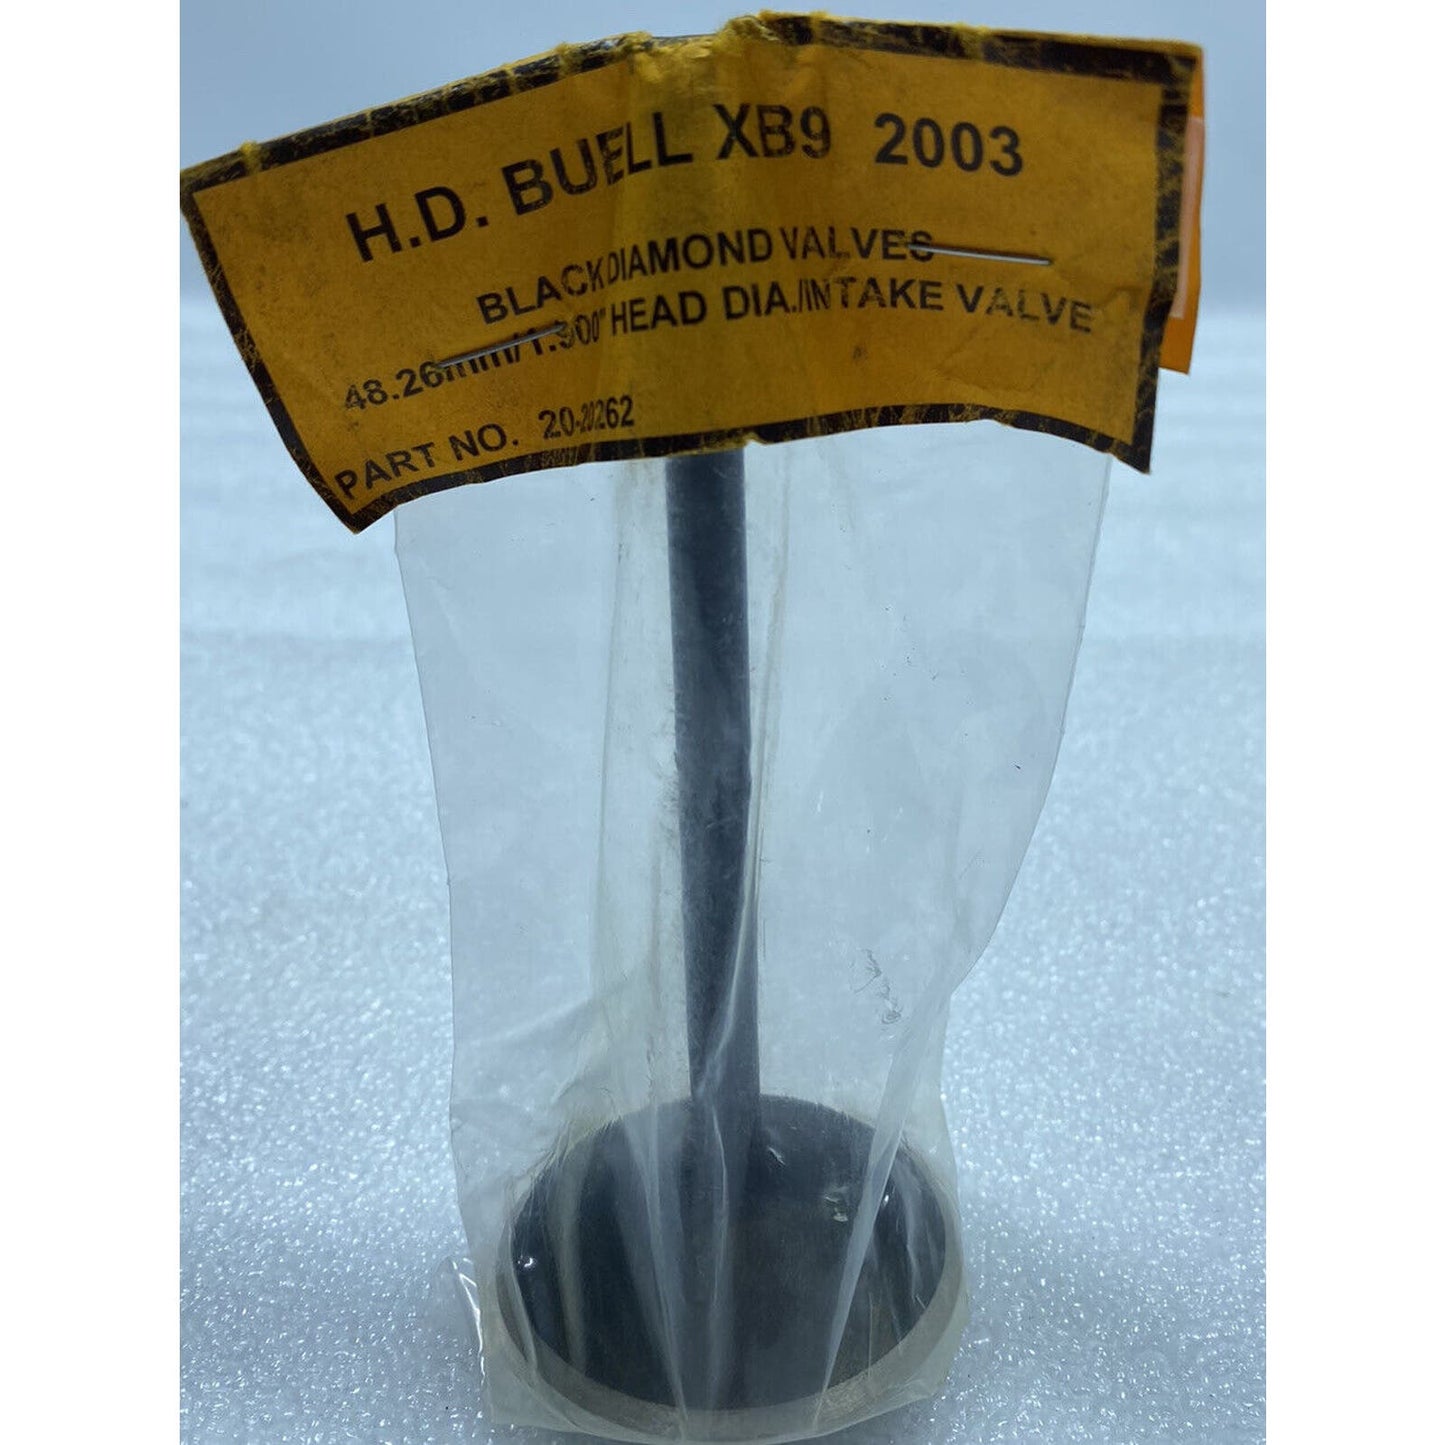 H.D. BUELL XB9 2003
BLACK DIAMOND VALVES
48.26mm/1.900" HEAD DIA./INTAKE VALVE
PART NO. 20-20262